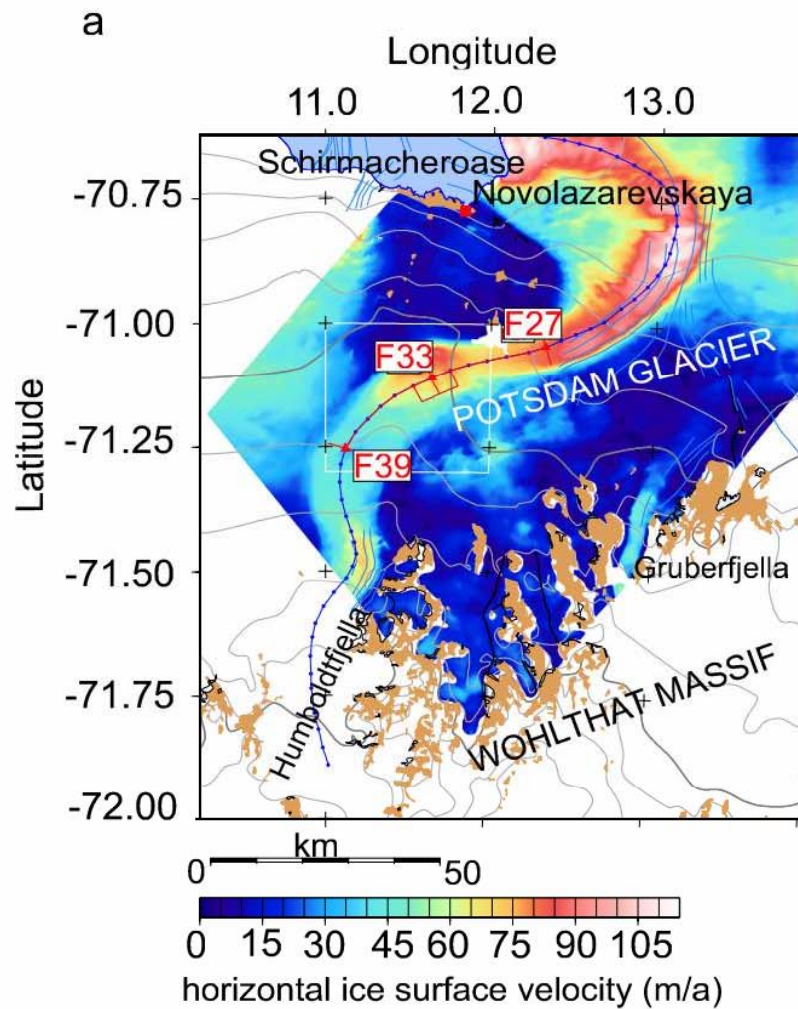 a
Longitude
11.0 12.0 13.0
Schirmacheroase
-70.75
Novolazarevskaya
-71.00
F27
F33
POTSDAM GLACIER
-71.25
F39
Latitude
-71.50
Gruberfjella
Humboldtfjella
-71.75
WOHLTHAT MASSIF
-72.00
km
0 50
0 15 30 45 60 75 90 105
horizontal ice surface velocity (m/a)